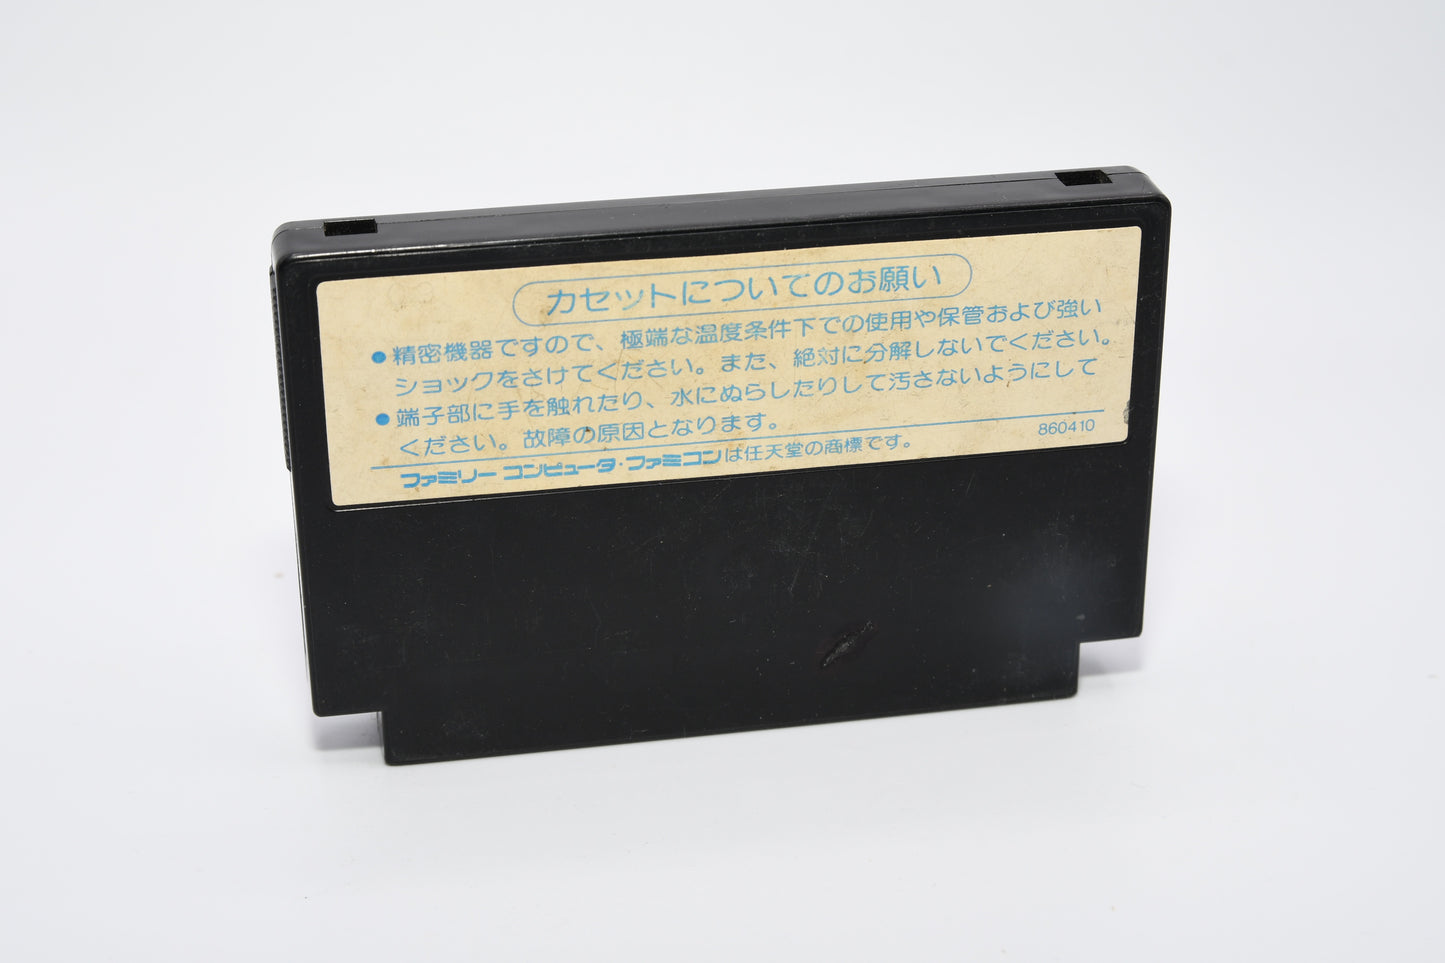 カセットについてのお願い
●精密機器ですので、極端な温度条件下での使用や保管および強い
ショックをさけてください。また、絶対に分解しないでください。
●端子部に手を触れたり、水にぬらしたりして汚さないようにして
ください。故障の原因となります。
860410
ファミリーコンピュータ・ファミコンは任天堂の商標です。